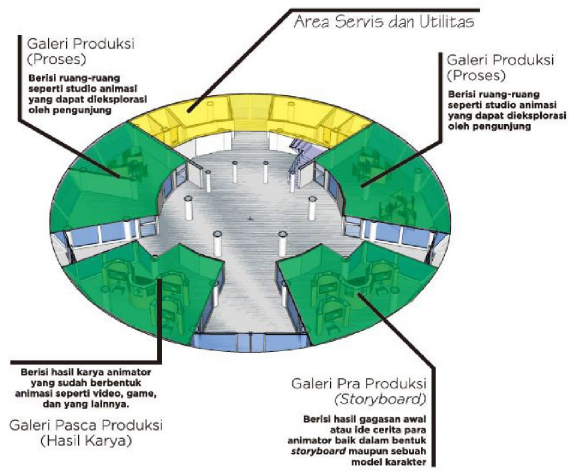 Area Servis dan Utilitas
Galeri Produksi
(Proses)
Berisi ruang-ruang
seperti studio animasi
yang dapat dieksplorasi
oleh pengunjung
Galeri Produksi
(Proses)
Berisi ruang-ruang
seperti studio animasi
yang dapat dieksplorasi
oleh pengunjung
Berisi hasil karya animator
yang sudah berbentuk
animasi seperti video, game,
dan yang lainnya.
Galeri Pasca Produksi
(Hasil Karya)
Galeri Pra Produksi
(Storyboard)
Berisi hasil gagasan awal
atau ide cerita para
animator baik dalam bentuk
storyboard maupun sebuah
model karakter